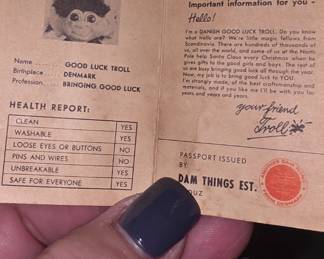 Name GOOD LUCK TROLL
Birthplace DENMARK
Profession BRINGING GOOD LUCK
HEALTH REPORT:
CLEAN YES
WASHABLE YES
LOOSE EYES OR BUTTONS NO
PINS AND WIRES NO
UNBREAKABLE YES
SAFE FOR EVERYONE YES
Important information for you -
Hello!
I'm a DANISH GOOD LUCK TROLL. Do you know
what trolls are? We're little magic fellows from
Scandinavia. There are hundreds of thousands of
us, all over the world, and some of us at the North
Pole help Santa Claus every Christmas when he
gives gifts to the good girls and boys. The rest of
us are busy bringing good luck all through the year.
Now, my job is to bring good luck to YOU.
I'm strongly made, of the best craftsmanship and
materials, and if you like me I'll be with you for
years and years and years.
your friend
Troll
PASSPORT ISSUED
BY:
DAM THINGS EST.